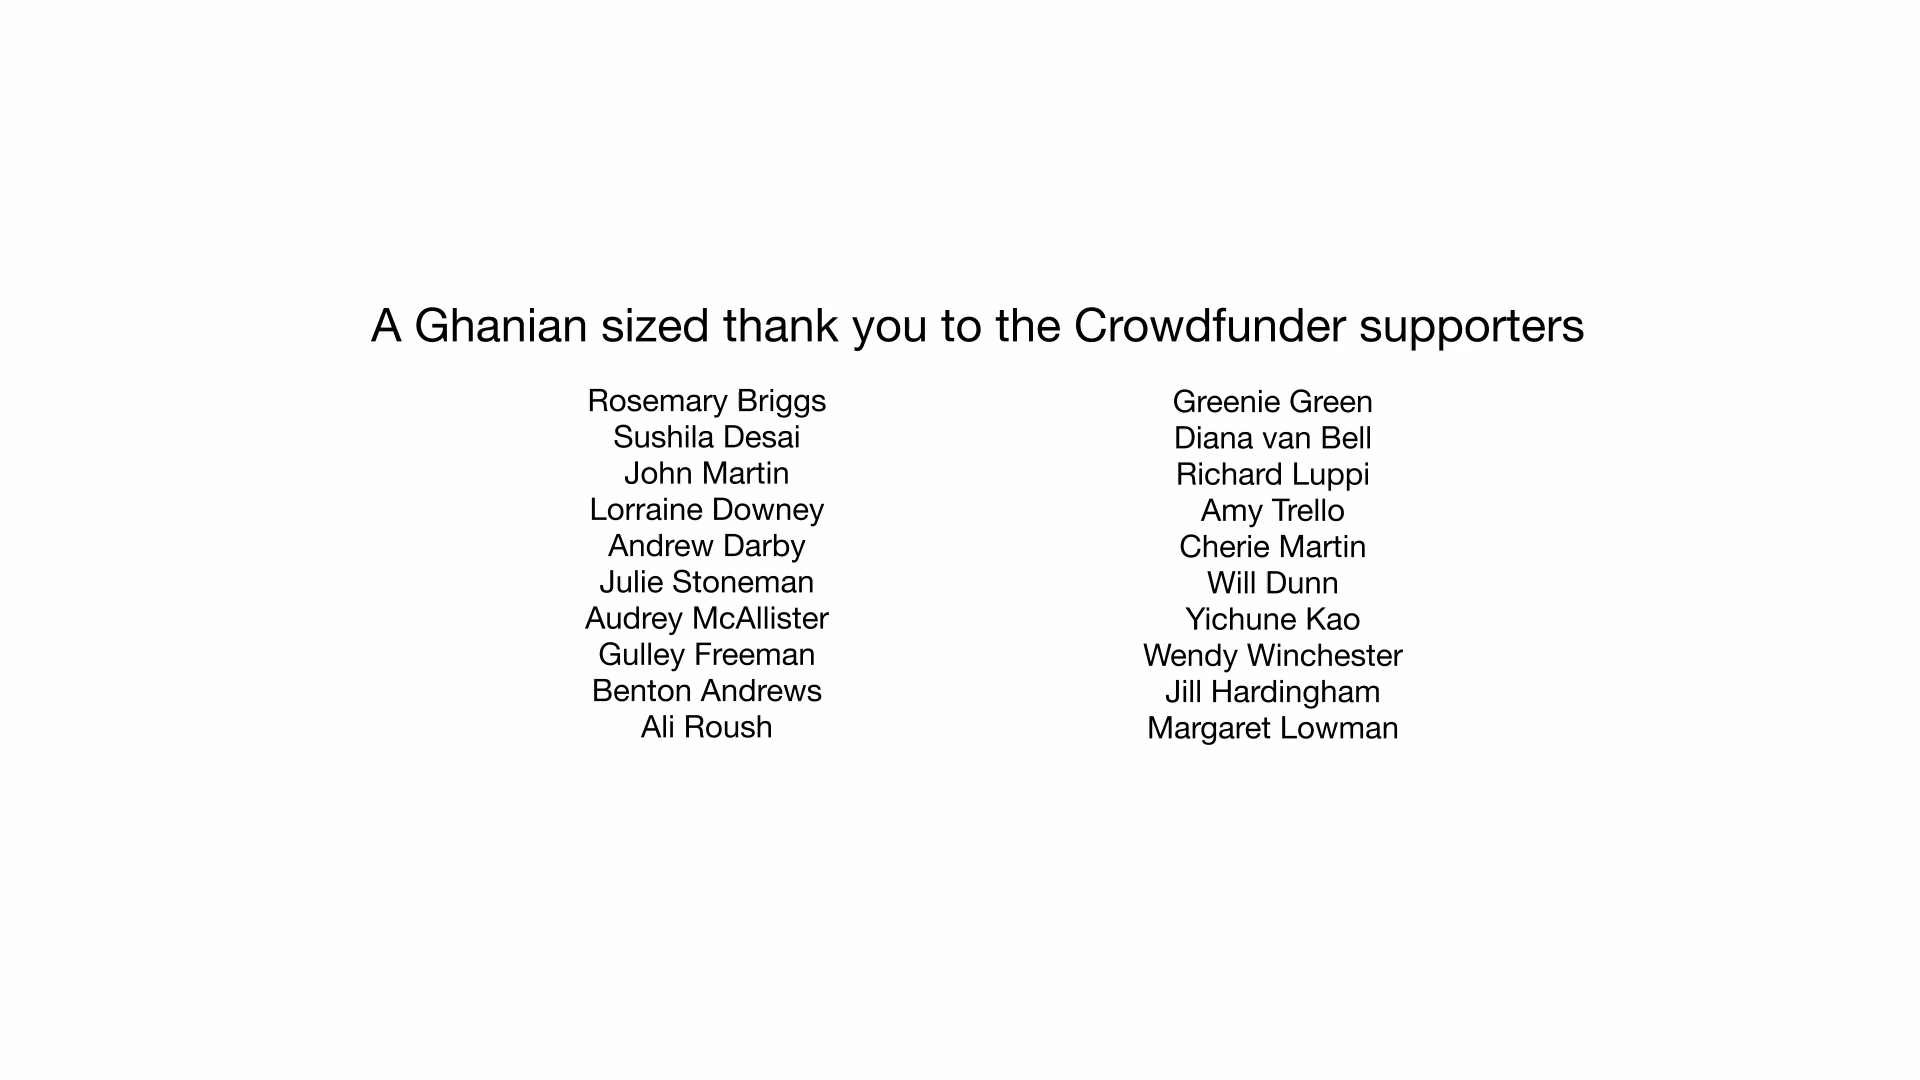 A Ghanian sized thank you to the Crowdfunder supporters
Rosemary Briggs
Sushila Desai
John Martin
Lorraine Downey
Andrew Darby
Julie Stoneman
Audrey McAllister
Gulley Freeman
Benton Andrews
Ali Roush
Greenie Green
Diana van Bell
Richard Luppi
Amy Trello
Cherie Martin
Will Dunn
Yichune Kao
Wendy Winchester
Jill Hardingham
Margaret Lowman